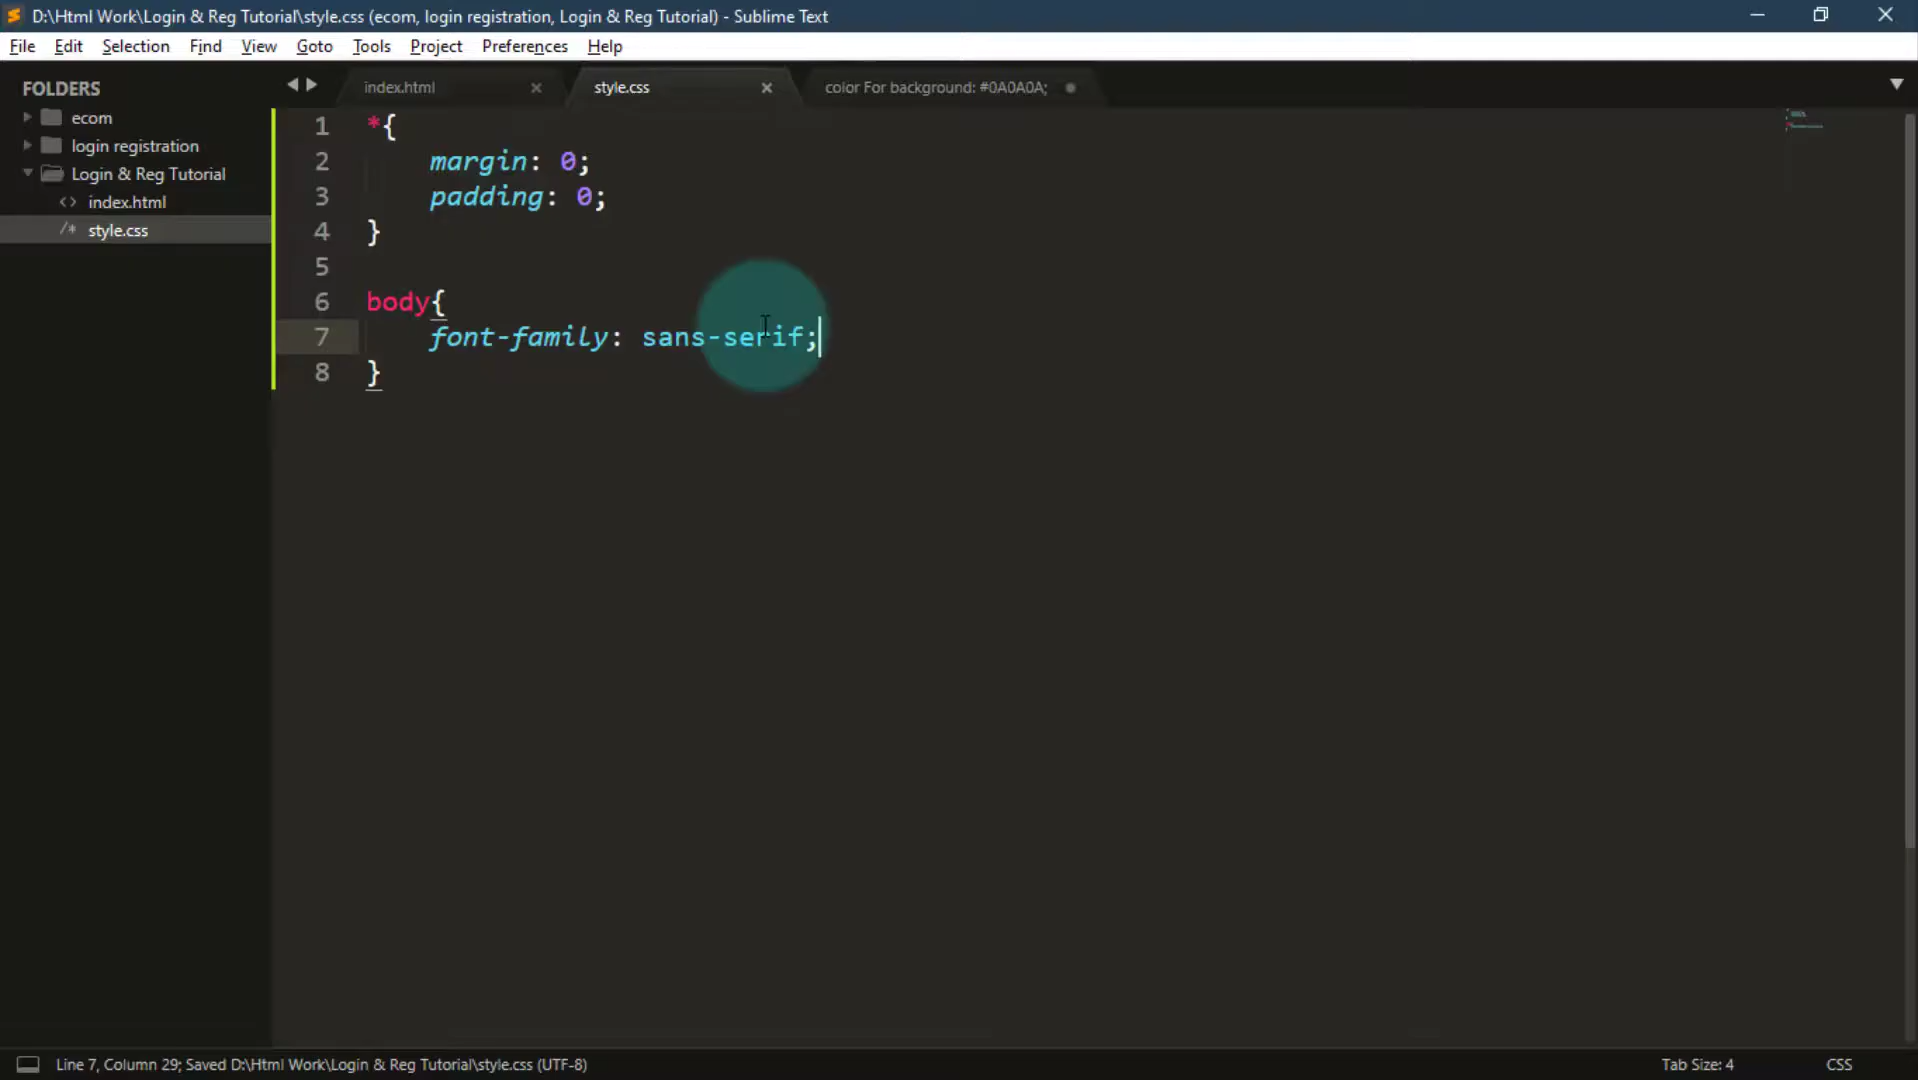 D:\Html Work\Login & Reg Tutorial\style.css (ecom, login registration, Login & Reg Tutorial) - Sublime Text
File Edit Selection Find View Goto Tools Project Preferences Help
FOLDERS
ecom
login registration
Login & Reg Tutorial
<> index.html
/* style.css
index.html
style.css
color For background: #0A0A0A;
1 *{
2 margin: 0;
3 padding: 0;
4 }
5
6 body{
7 font-family: sans-serif;
8 }
Line 7, Column 29; Saved D:\Html Work\Login & Reg Tutorial\style.css (UTF-8)
Tab Size: 4
CSS